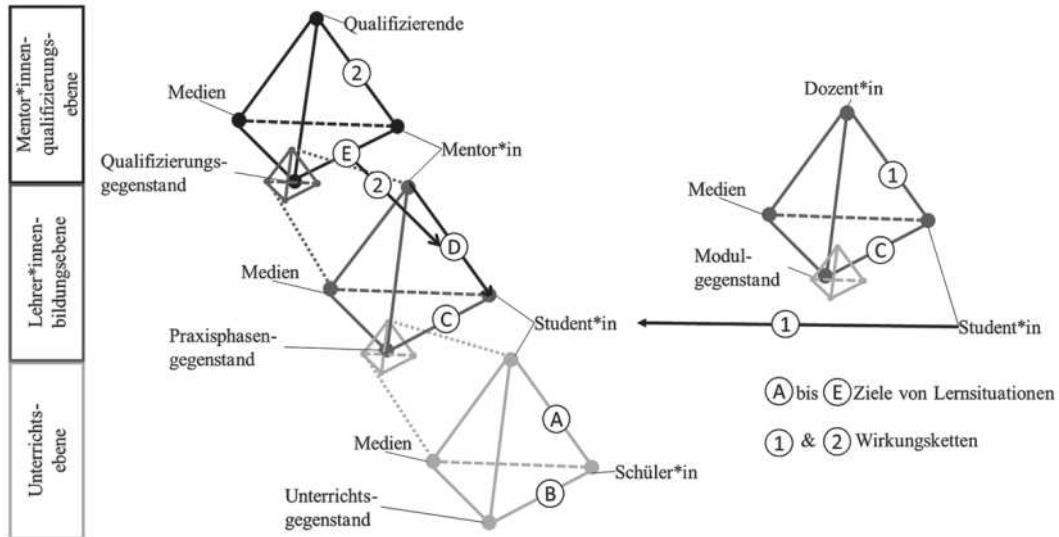 Mentor*innen-
qualifizierungs-
ebene
Lehrer*innen-
bildungsebene
Unterrichts-
ebene
Qualifizierende
2
Medien
E
Mentor*in
Qualifizierungs-
gegenstand
2
D
Medien
C
Student*in
Praxisphasen-
gegenstand
A
Medien
Schüler*in
B
Unterrichts-
gegenstand
Dozent*in
1
Medien
C
Modul-
gegenstand
1
Student*in
A bis E Ziele von Lernsituationen
1 & 2 Wirkungsketten